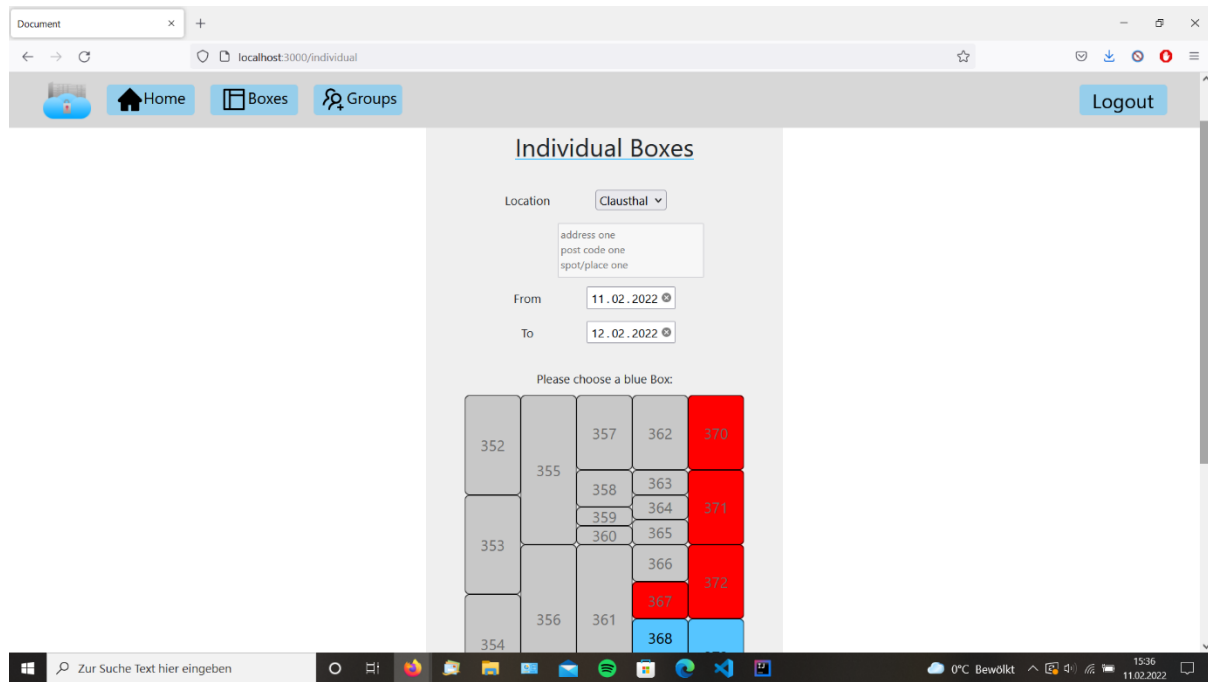 Document
localhost:3000/individual
Home
Boxes
Groups
Logout
Individual Boxes
Location
Clausthal
address one
post code one
spot/place one
From
11.02.2022
To
12.02.2022
Please choose a blue Box:
352
353
354
355
356
357
358
359
360
361
362
363
364
365
366
367
368
370
371
372
Zur Suche Text hier eingeben
0°C Bewölkt
15:36
11.02.2022